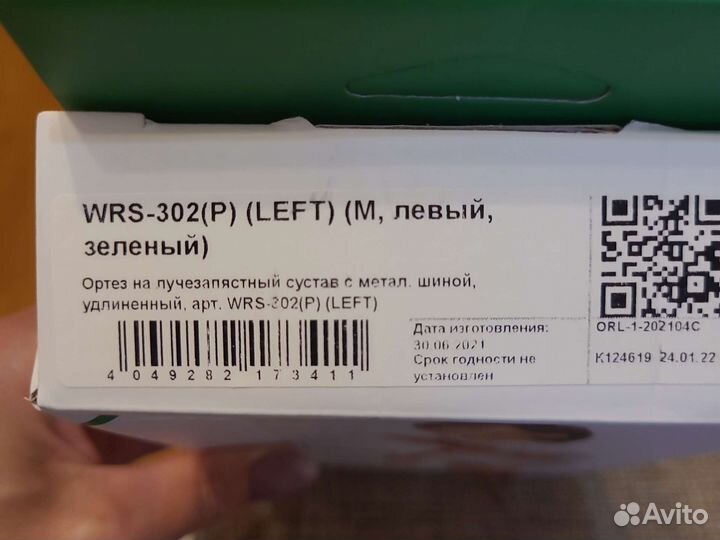 WRS-302(P) (LEFT) (M, левый,
зеленый)
Ортез на лучезапястный сустав с метал. шиной,
удлиненный, арт. WRS-302(P) (LEFT)
4 049282 173411
Дата изготовления:
30.06.2021
Срок годности не
установлен
ORL-1-202104C
K124619 24.01.22
Avito